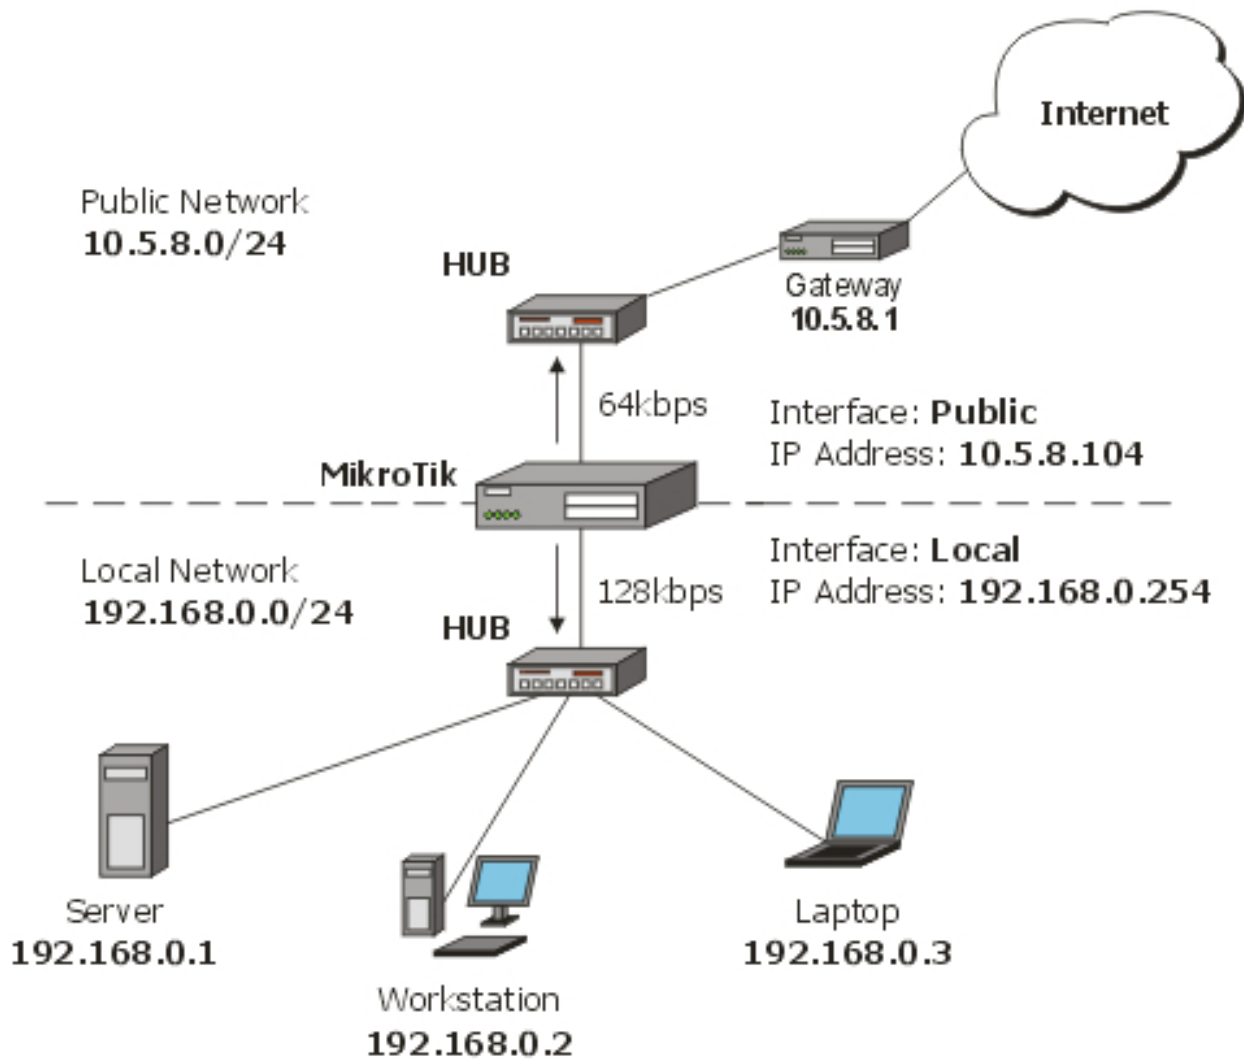 Internet
Public Network
10.5.8.0/24
HUB
Gateway
10.5.8.1
64kbps
Interface: Public
IP Address: 10.5.8.104
MikroTik
Interface: Local
IP Address: 192.168.0.254
Local Network
192.168.0.0/24
128kbps
HUB
Server
192.168.0.1
Workstation
192.168.0.2
Laptop
192.168.0.3